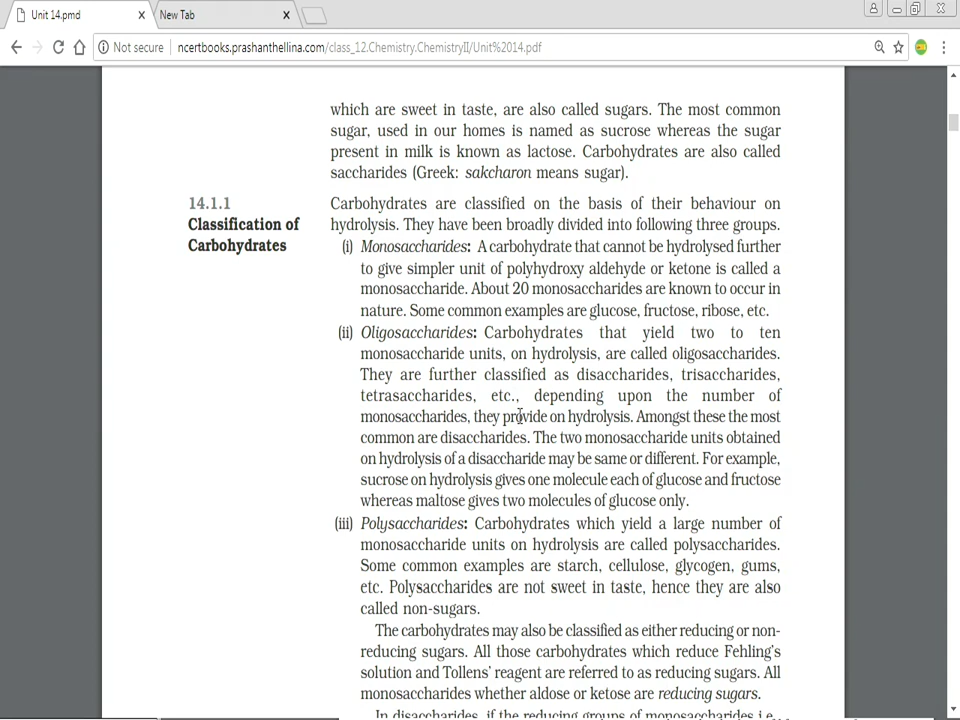 Unit 14.pmd
New Tab
Not secure ncertbooks.prashanthellina.com/class_12.Chemistry.ChemistryII/Unit%2014.pdf
which are sweet in taste, are also called sugars. The most common
sugar, used in our homes is named as sucrose whereas the sugar
present in milk is known as lactose. Carbohydrates are also called
saccharides (Greek: sakcharon means sugar).
14.1.1
Classification of
Carbohydrates
Carbohydrates are classified on the basis of their behaviour on
hydrolysis. They have been broadly divided into following three groups.
(i) Monosaccharides: A carbohydrate that cannot be hydrolysed further
to give simpler unit of polyhydroxy aldehyde or ketone is called a
monosaccharide. About 20 monosaccharides are known to occur in
nature. Some common examples are glucose, fructose, ribose, etc.
(ii) Oligosaccharides: Carbohydrates that yield two to ten
monosaccharide units, on hydrolysis, are called oligosaccharides.
They are further classified as disaccharides, trisaccharides,
tetrasaccharides, etc., depending upon the number of
monosaccharides, they provide on hydrolysis. Amongst these the most
common are disaccharides. The two monosaccharide units obtained
on hydrolysis of a disaccharide may be same or different. For example,
sucrose on hydrolysis gives one molecule each of glucose and fructose
whereas maltose gives two molecules of glucose only.
(iii) Polysaccharides: Carbohydrates which yield a large number of
monosaccharide units on hydrolysis are called polysaccharides.
Some common examples are starch, cellulose, glycogen, gums,
etc. Polysaccharides are not sweet in taste, hence they are also
called non-sugars.
The carbohydrates may also be classified as either reducing or non-
reducing sugars. All those carbohydrates which reduce Fehling's
solution and Tollens' reagent are referred to as reducing sugars. All
monosaccharides whether aldose or ketose are reducing sugars.
In disaccharides, if the reducing groups of monosaccharides i.e.,